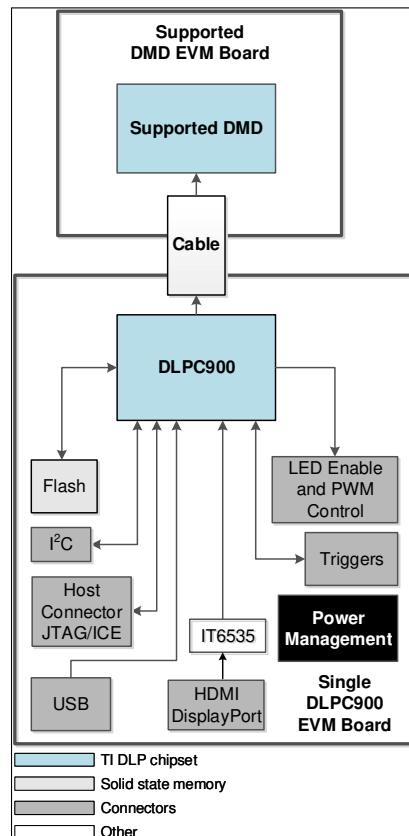 Supported
DMD EVM Board
Supported DMD
Cable
DLPC900
Flash
LED Enable
and PWM
Control
I²C
Triggers
Host
Connector
JTAG/ICE
IT6535
Power
Management
USB
HDMI
DisplayPort
Single
DLPC900
EVM Board
TI DLP chipset
Solid state memory
Connectors
Other